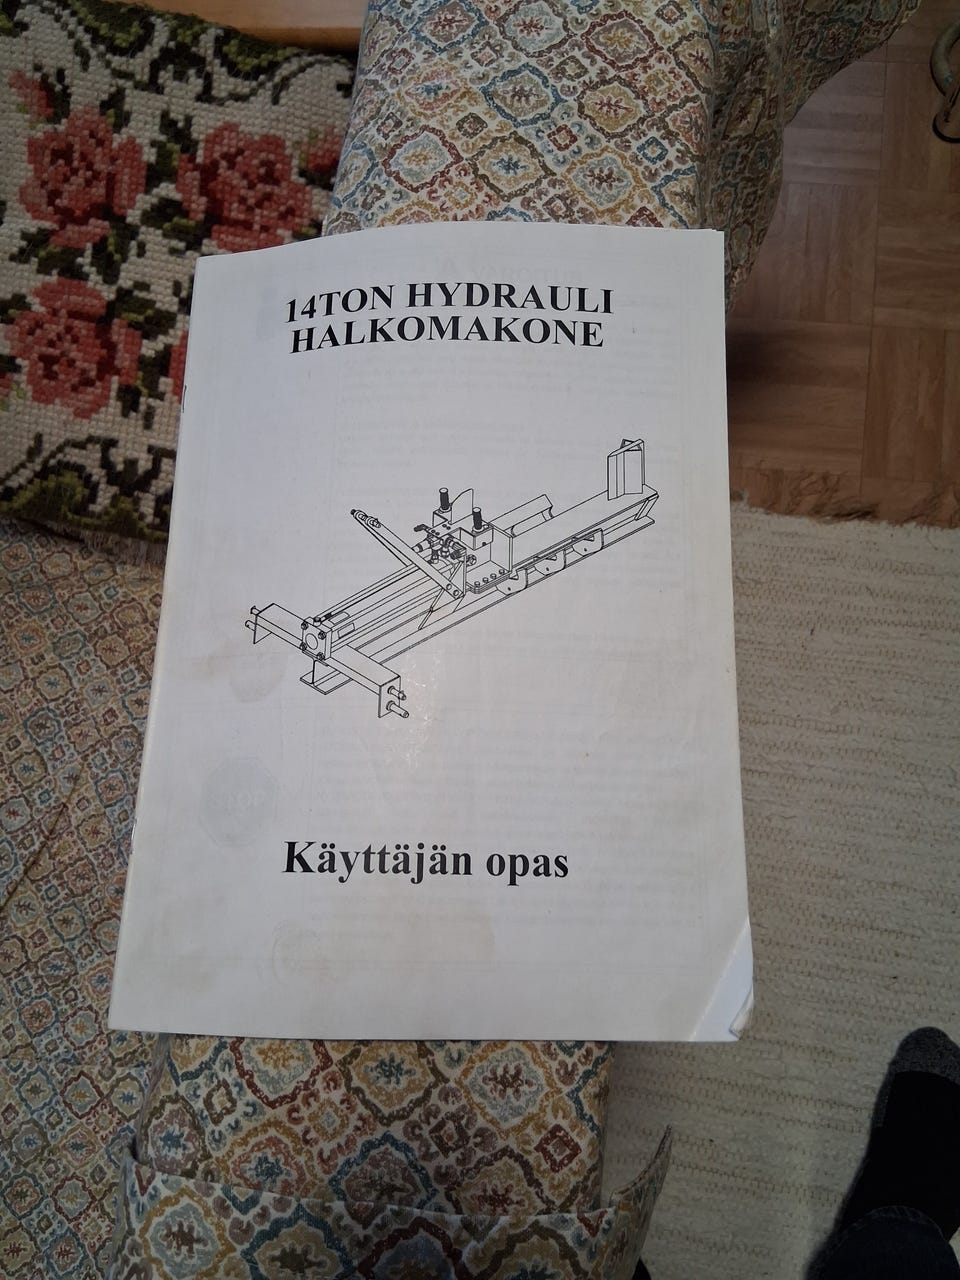 14TON HYDRAULI
HALKOMAKONE
Käyttäjän opas